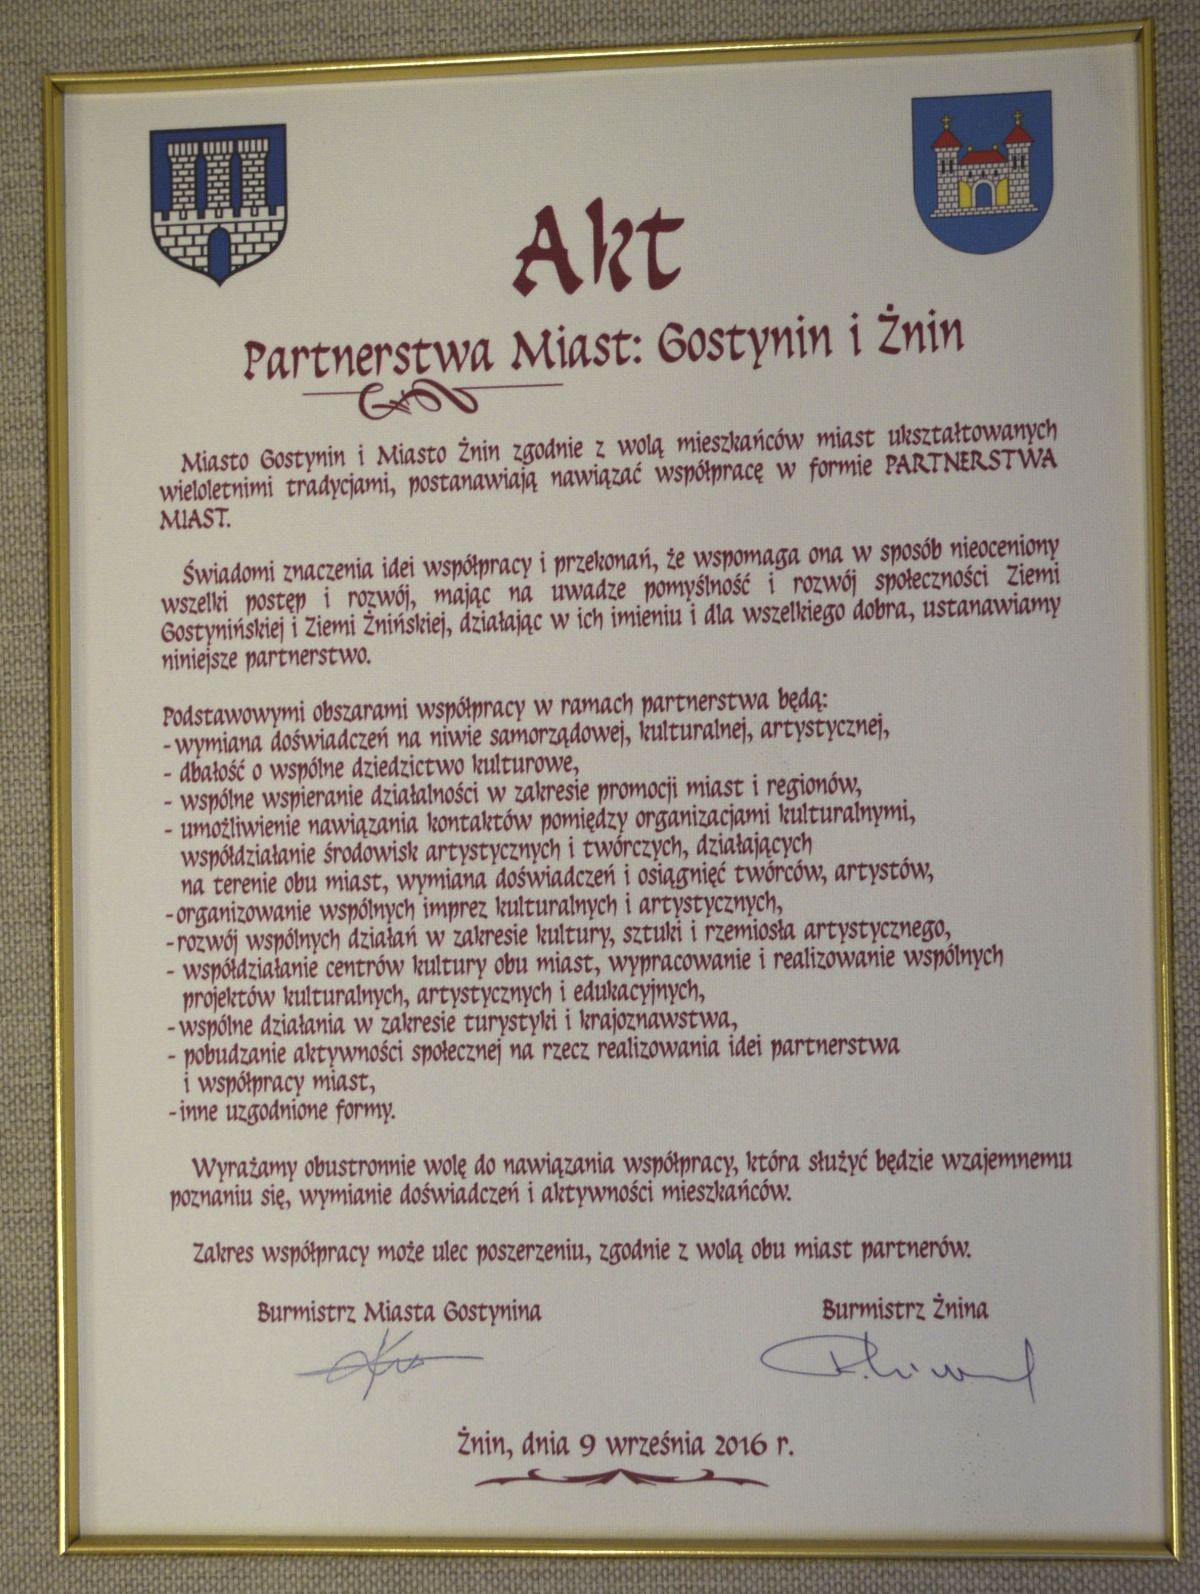 Akt
Partnerstwa Miast: Gostynin i Żnin
Miasto Gostynin i Miasto Żnin zgodnie z wolą mieszkańców miast ukształtowanych
wieloletnimi tradycjami, postanawiają nawiązać współpracę w formie PARTNERSTWA
MIAST.
Świadomi znaczenia idei współpracy i przekonań, że wspomaga ona w sposób nieoceniony
wszelki postęp i rozwój, mając na uwadze pomyślność i rozwój społeczności Ziemi
Gostynińskiej i Ziemi Żnińskiej, działając w ich imieniu i dla wszelkiego dobra, ustanawiamy
niniejsze partnerstwo.
Podstawowymi obszarami współpracy w ramach partnerstwa będą:
- wymiana doświadczeń na niwie samorządowej, kulturalnej, artystycznej,
- dbałość o wspólne dziedzictwo kulturowe,
- wspólne wspieranie działalności w zakresie promocji miast i regionów,
- umożliwienie nawiązania kontaktów pomiędzy organizacjami kulturalnymi,
współdziałanie środowisk artystycznych i twórczych, działających
na terenie obu miast, wymiana doświadczeń i osiągnięć twórców, artystów,
- organizowanie wspólnych imprez kulturalnych i artystycznych,
- rozwój wspólnych działań w zakresie kultury, sztuki i rzemiosła artystycznego,
- współdziałanie centrów kultury obu miast, wypracowanie i realizowanie wspólnych
projektów kulturalnych, artystycznych i edukacyjnych,
- wspólne działania w zakresie turystyki i krajoznawstwa,
- pobudzanie aktywności społecznej na rzecz realizowania idei partnerstwa
i współpracy miast,
- inne uzgodnione formy.
Wyrażamy obustronnie wolę do nawiązania współpracy, która służyć będzie wzajemnemu
poznaniu się, wymianie doświadczeń i aktywności mieszkańców.
Zakres współpracy może ulec poszerzeniu, zgodnie z wolą obu miast partnerów.
Burmistrz Miasta Gostynina
Burmistrz Żnina
Żnin, dnia 9 września 2016 r.